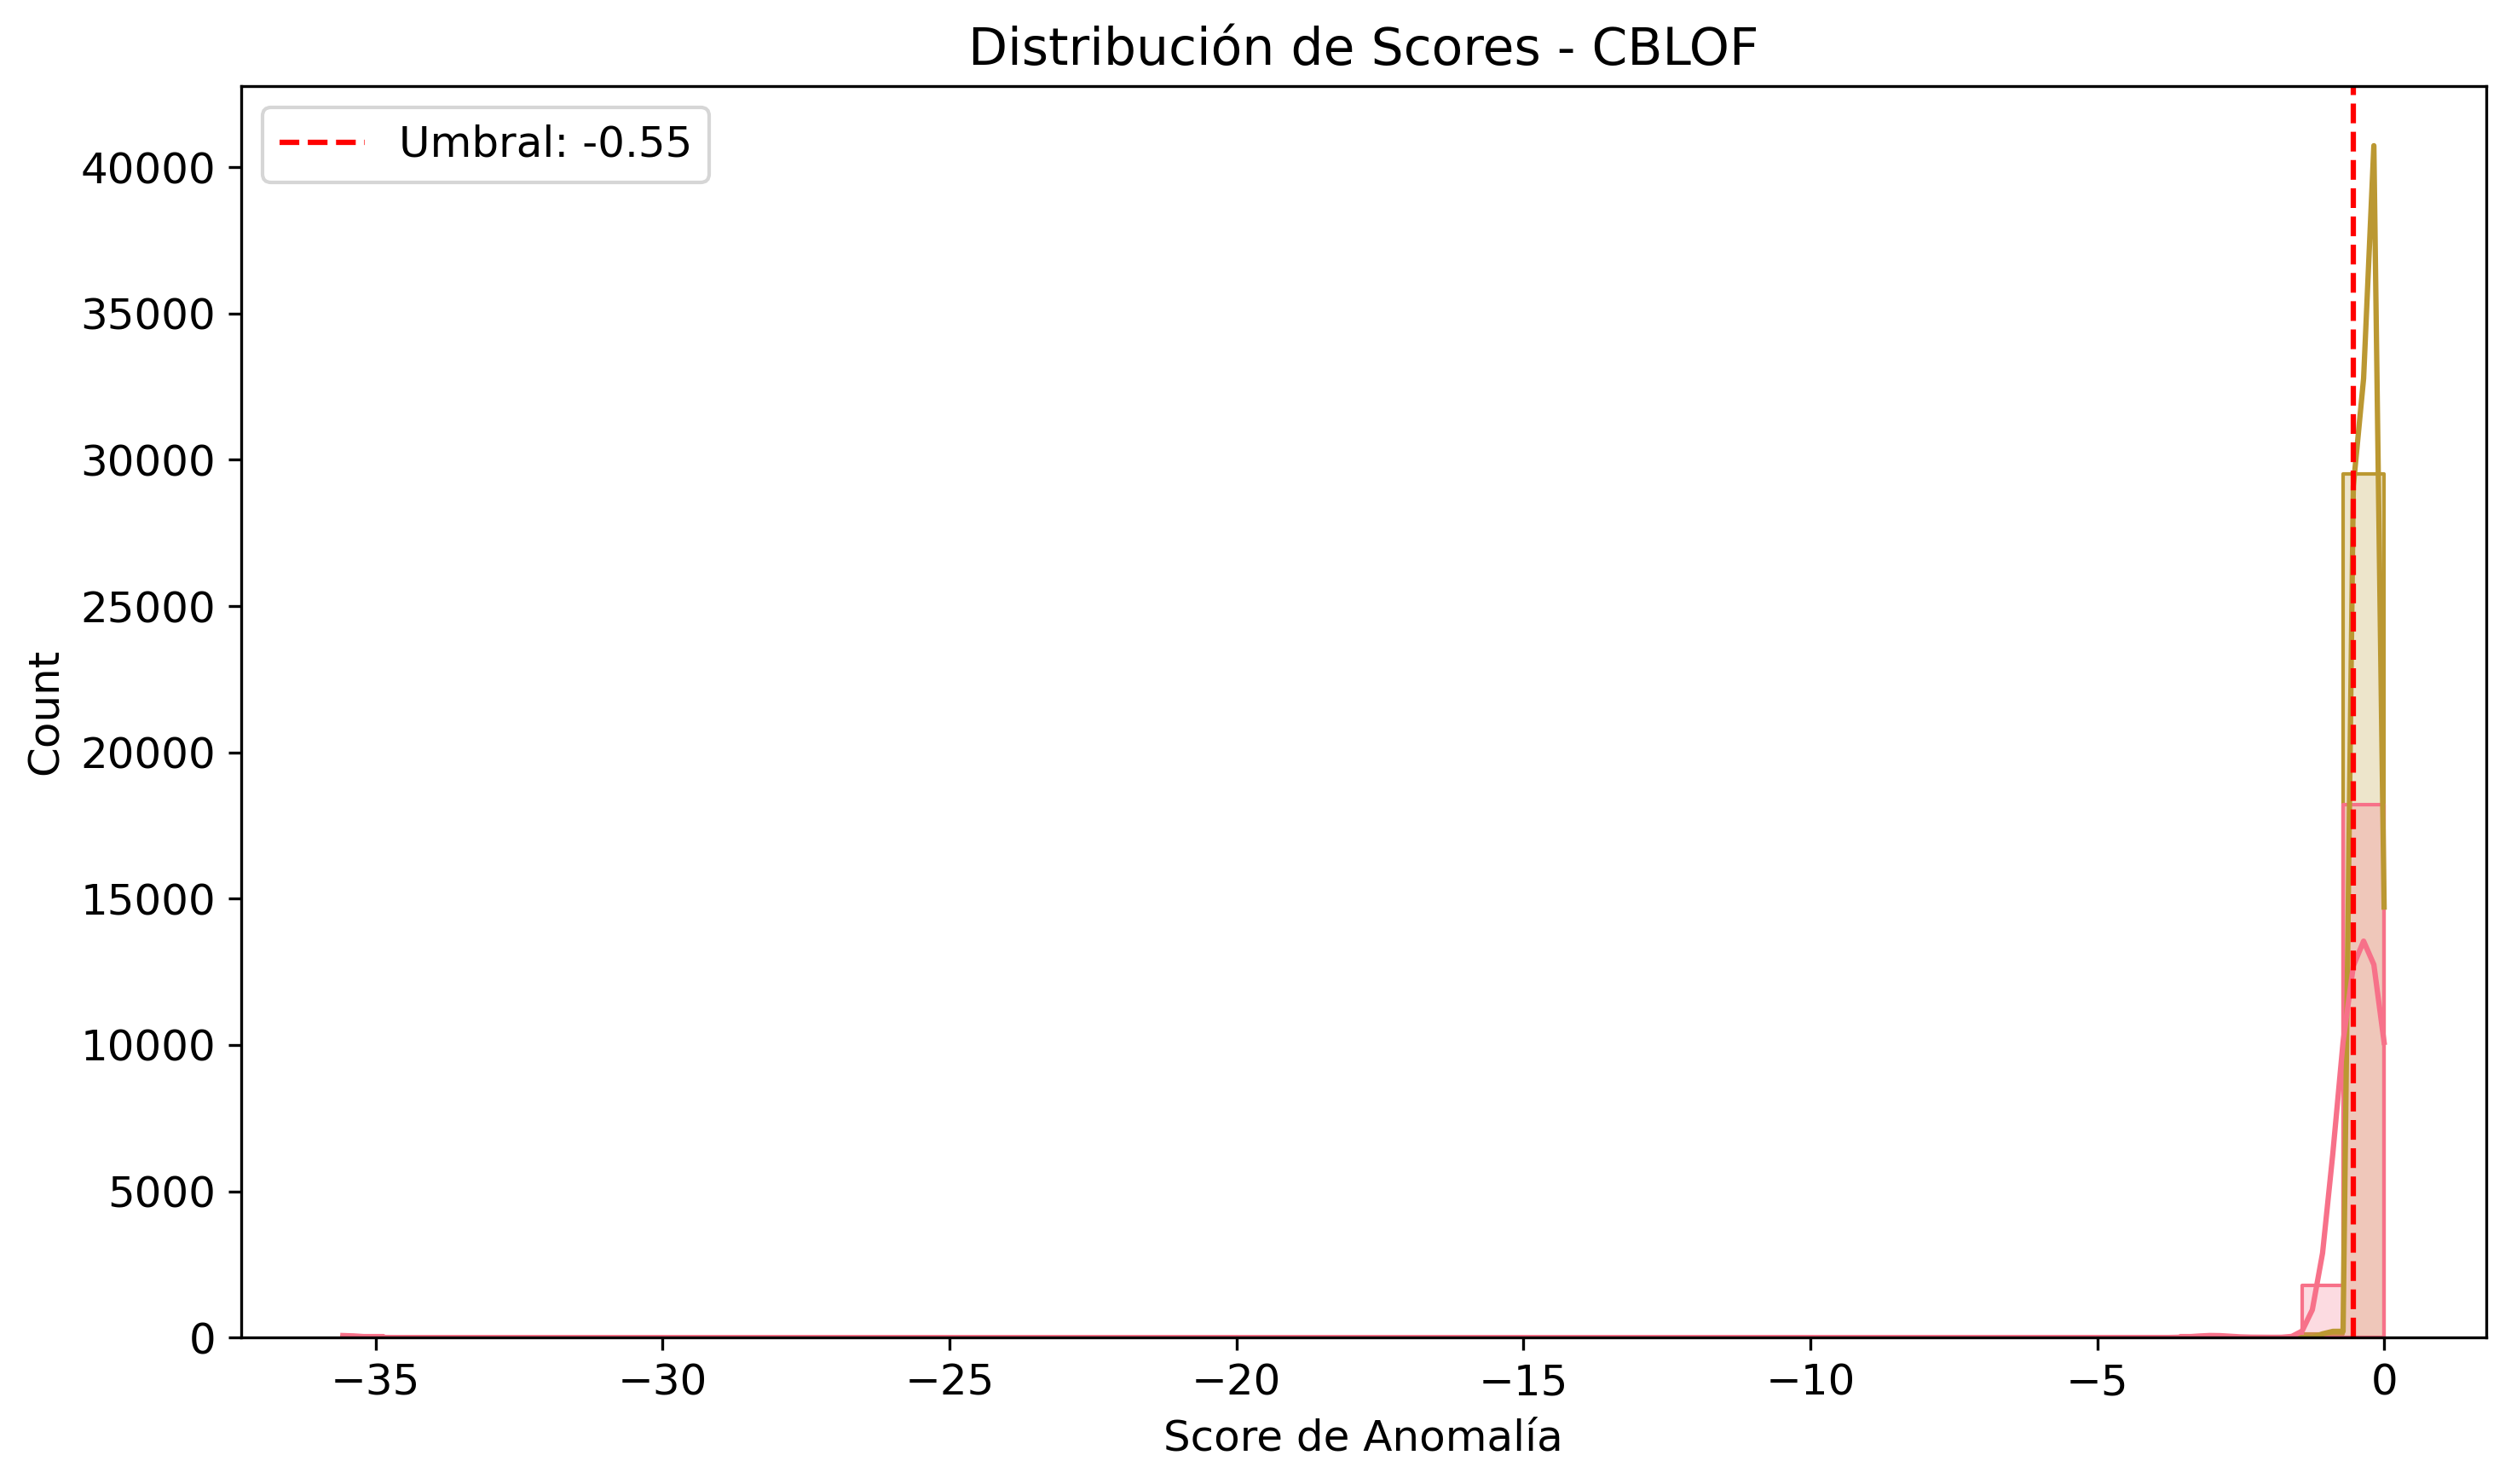 Distribución de Scores - CBLOF
Umbral: -0.55
40000
35000
30000
25000
20000
15000
10000
5000
0
Count
−35 −30 −25 −20 −15 −10 −5 0
Score de Anomalía